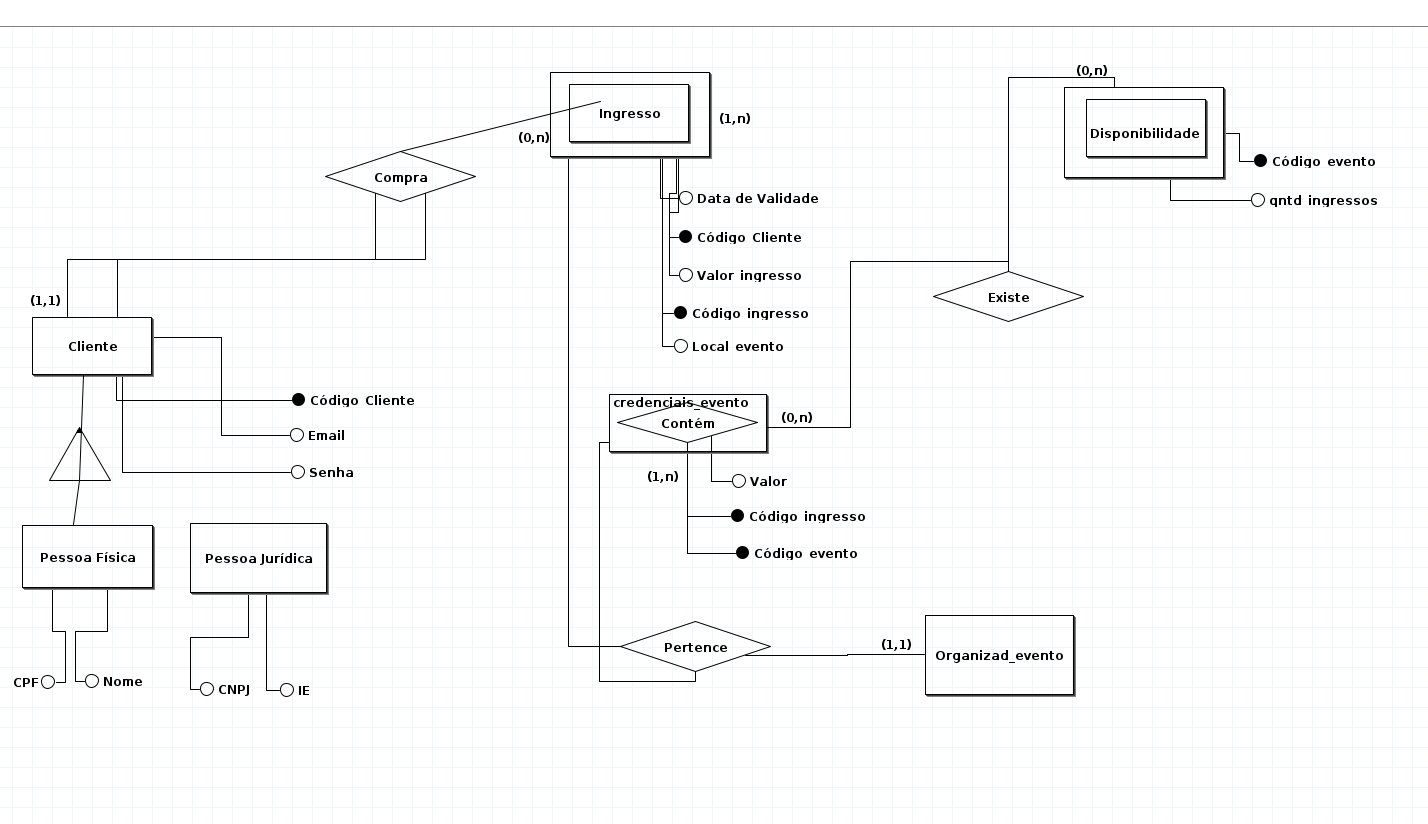 (0,n)
Ingresso
(1,n)
Disponibilidade
(0,n)
Código evento
Compra
Data de Validade
qntd ingressos
Código Cliente
Valor ingresso
(1,1)
Existe
Código ingresso
Cliente
Local evento
Código Cliente
credenciais_evento
Contém
(0,n)
Email
Senha
(1,n)
Valor
Código ingresso
Código evento
Pessoa Física
Pessoa Jurídica
Pertence
(1,1)
Organizad_evento
CPF
Nome
CNPJ
IE